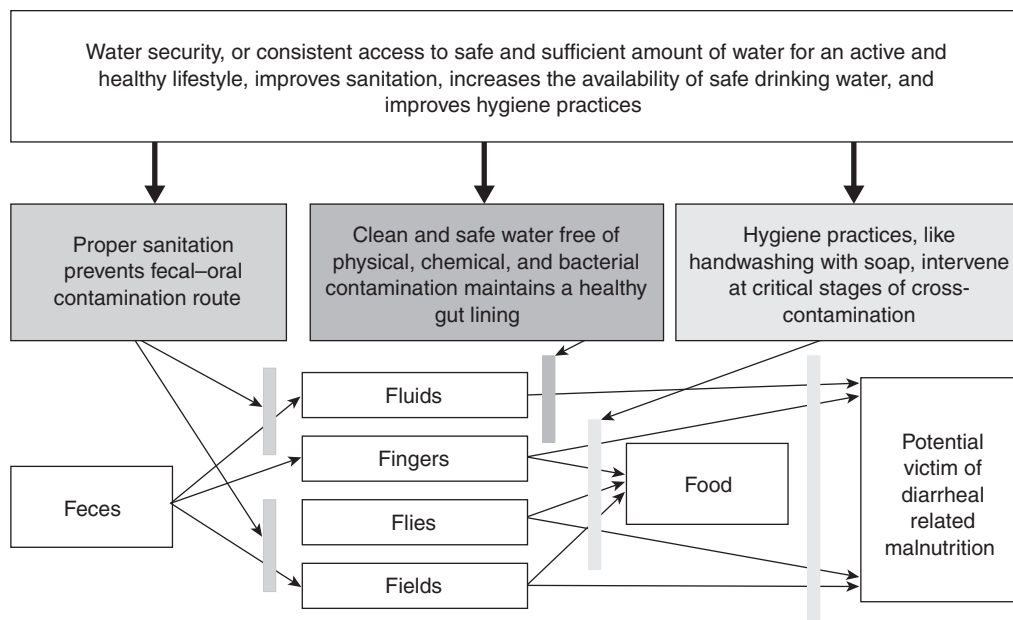 Water security, or consistent access to safe and sufficient amount of water for an active and
healthy lifestyle, improves sanitation, increases the availability of safe drinking water, and
improves hygiene practices
Proper sanitation
prevents fecal–oral
contamination route
Clean and safe water free of
physical, chemical, and bacterial
contamination maintains a healthy
gut lining
Hygiene practices, like
handwashing with soap, intervene
at critical stages of cross-
contamination
Feces
Fluids
Fingers
Flies
Fields
Food
Potential
victim of
diarrheal
related
malnutrition